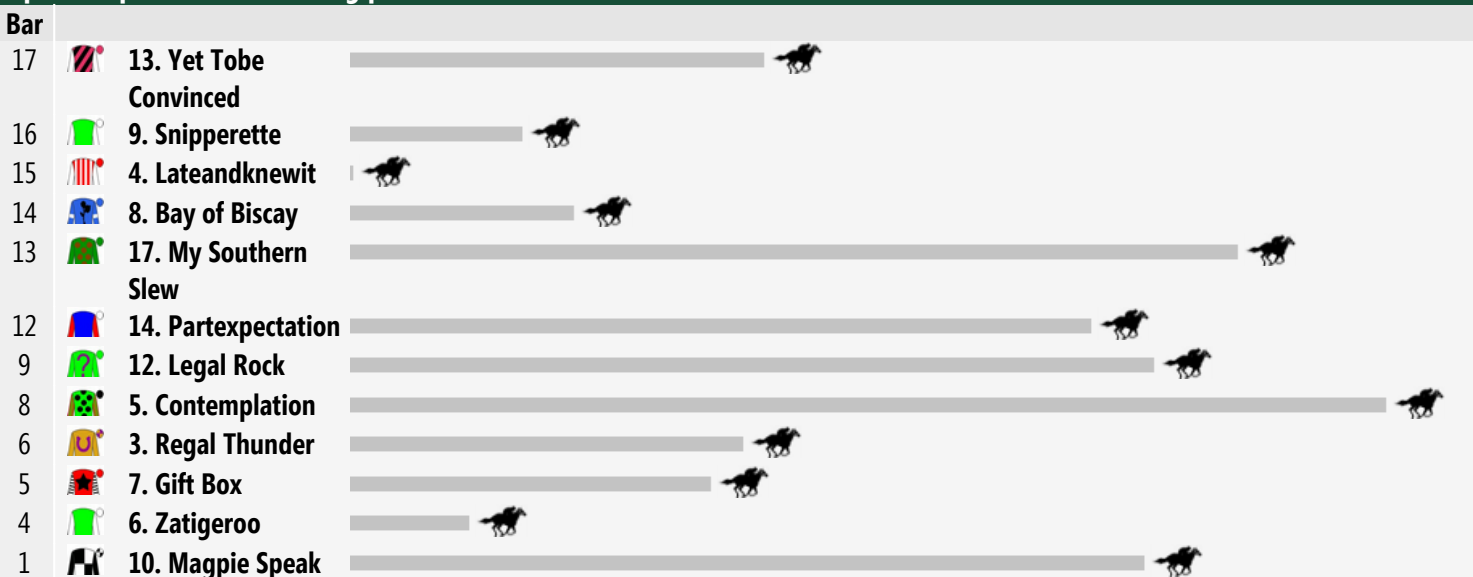 Bar
17 13. Yet Tobe
Convinced
16 9. Snipperette
15 4. Lateandknewit
14 8. Bay of Biscay
13 17. My Southern
Slew
12 14. Partexpectation
9 12. Legal Rock
8 5. Contemplation
6 3. Regal Thunder
5 7. Gift Box
4 6. Zatigeroo
1 10. Magpie Speak